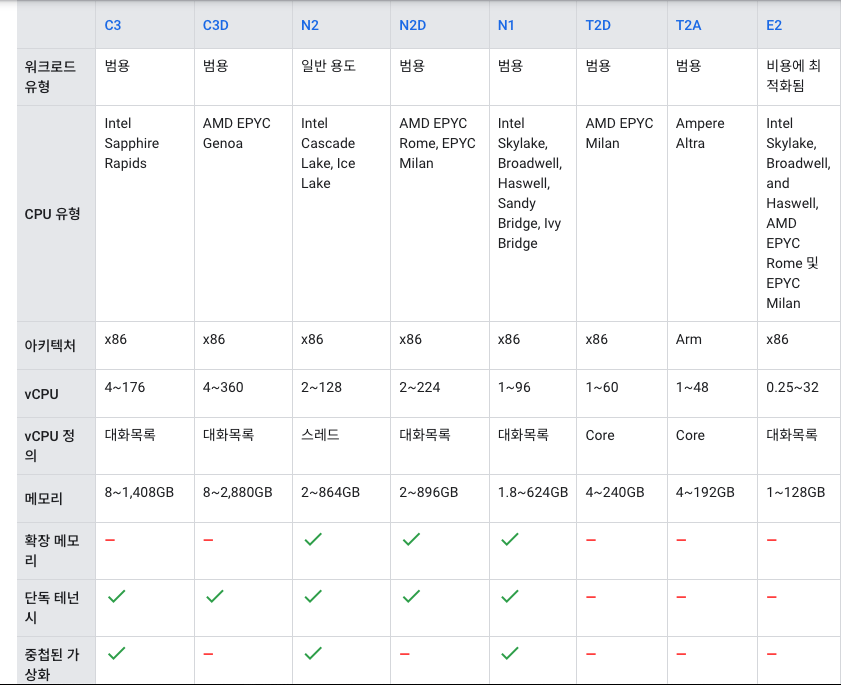 C3 C3D N2 N2D N1 T2D T2A E2
워크로드 유형 범용 범용 일반 용도 범용 범용 범용 범용 비용에 최적화됨
CPU 유형 Intel Sapphire Rapids AMD EPYC Genoa Intel Cascade Lake, Ice Lake AMD EPYC Rome, EPYC Milan Intel Skylake, Broadwell, Haswell, Sandy Bridge, Ivy Bridge AMD EPYC Milan Ampere Altra Intel Skylake, Broadwell, and Haswell, AMD EPYC Rome 및 EPYC Milan
아키텍처 x86 x86 x86 x86 x86 x86 Arm x86
vCPU 4~176 4~360 2~128 2~224 1~96 1~60 1~48 0.25~32
vCPU 정의 대화목록 대화목록 스레드 대화목록 대화목록 Core Core 대화목록
메모리 8~1,408GB 8~2,880GB 2~864GB 2~896GB 1.8~624GB 4~240GB 4~192GB 1~128GB
확장 메모리 – – ✓ ✓ ✓ – – –
단독 테넌시 ✓ ✓ ✓ ✓ ✓ – – –
중첩된 가상화 ✓ – ✓ – ✓ – – –